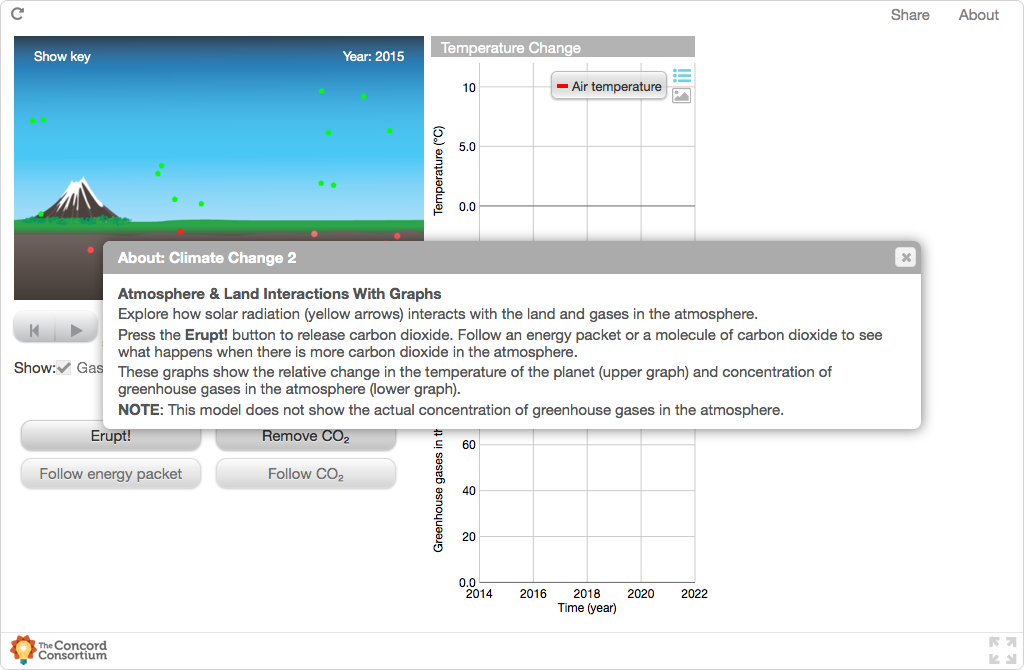 Share About
Show key Year: 2015
Temperature Change
Air temperature
Temperature (°C)
10
5.0
0.0
About: Climate Change 2
Atmosphere & Land Interactions With Graphs
Explore how solar radiation (yellow arrows) interacts with the land and gases in the atmosphere.
Press the Erupt! button to release carbon dioxide. Follow an energy packet or a molecule of carbon dioxide to see
what happens when there is more carbon dioxide in the atmosphere.
These graphs show the relative change in the temperature of the planet (upper graph) and concentration of
greenhouse gases in the atmosphere (lower graph).
NOTE: This model does not show the actual concentration of greenhouse gases in the atmosphere.
Show: Gas
Erupt! Remove CO₂
Follow energy packet Follow CO₂
Greenhouse gases in th
60
40
20
0.0
2014 2016 2018 2020 2022
Time (year)
The Concord
Consortium